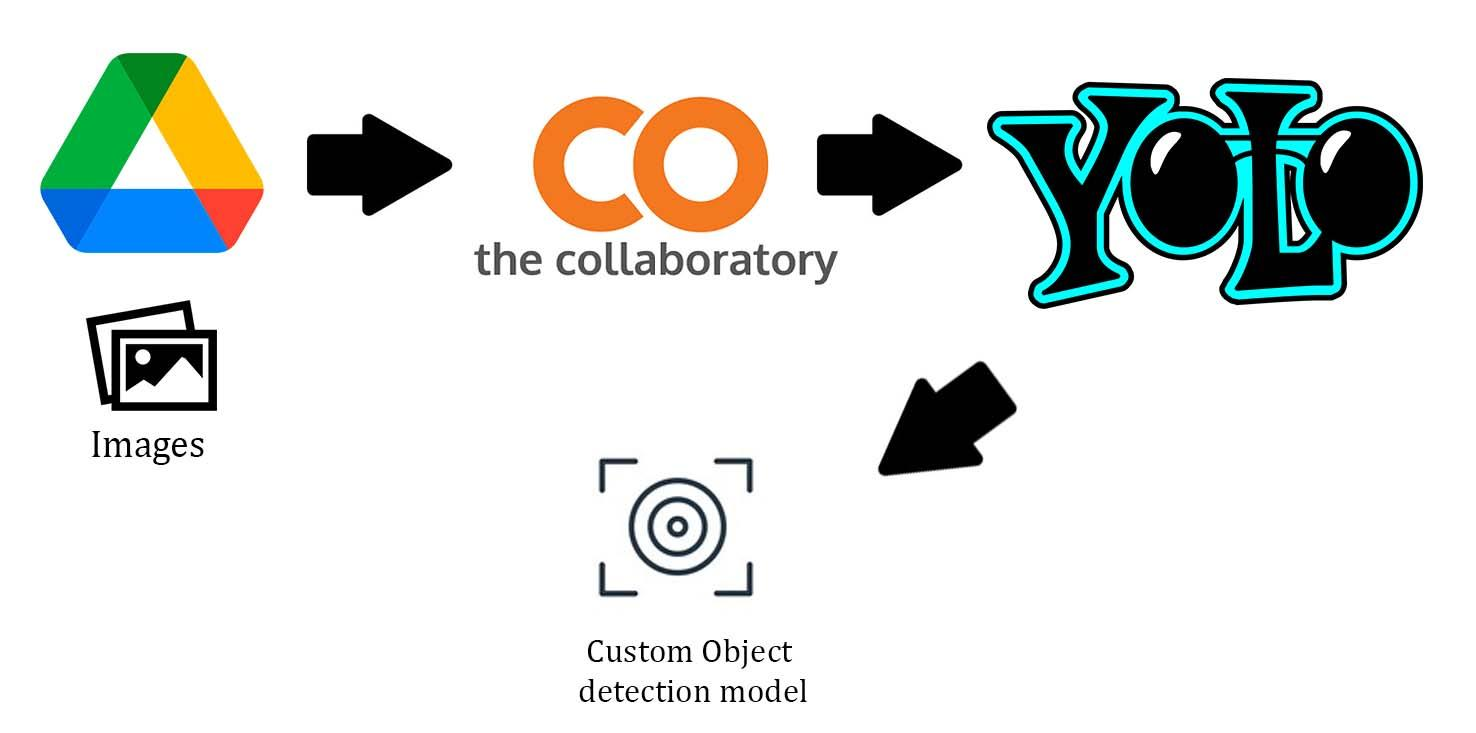 CO
the collaboratory
YOLO
Images
Custom Object
detection model